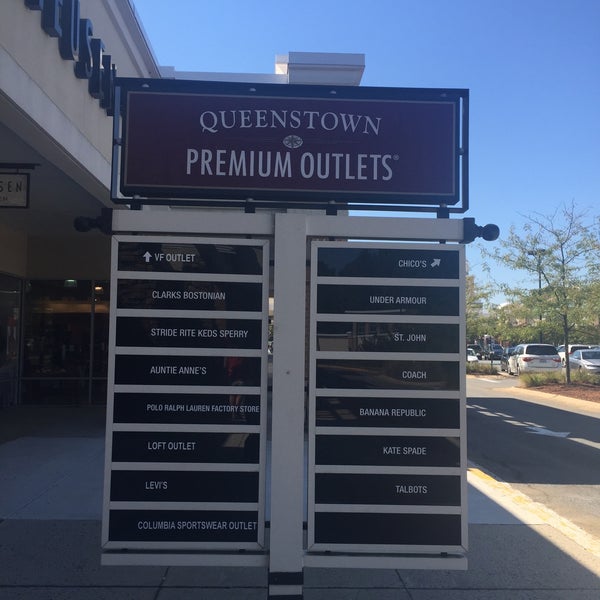 QUEENSTOWN
PREMIUM OUTLETS®
VF OUTLET
CLARKS BOSTONIAN
STRIDE RITE KEDS SPERRY
AUNTIE ANNE'S
POLO RALPH LAUREN FACTORY STORE
LOFT OUTLET
LEVI'S
COLUMBIA SPORTSWEAR OUTLET
CHICO'S
UNDER ARMOUR
ST. JOHN
COACH
BANANA REPUBLIC
KATE SPADE
TALBOTS